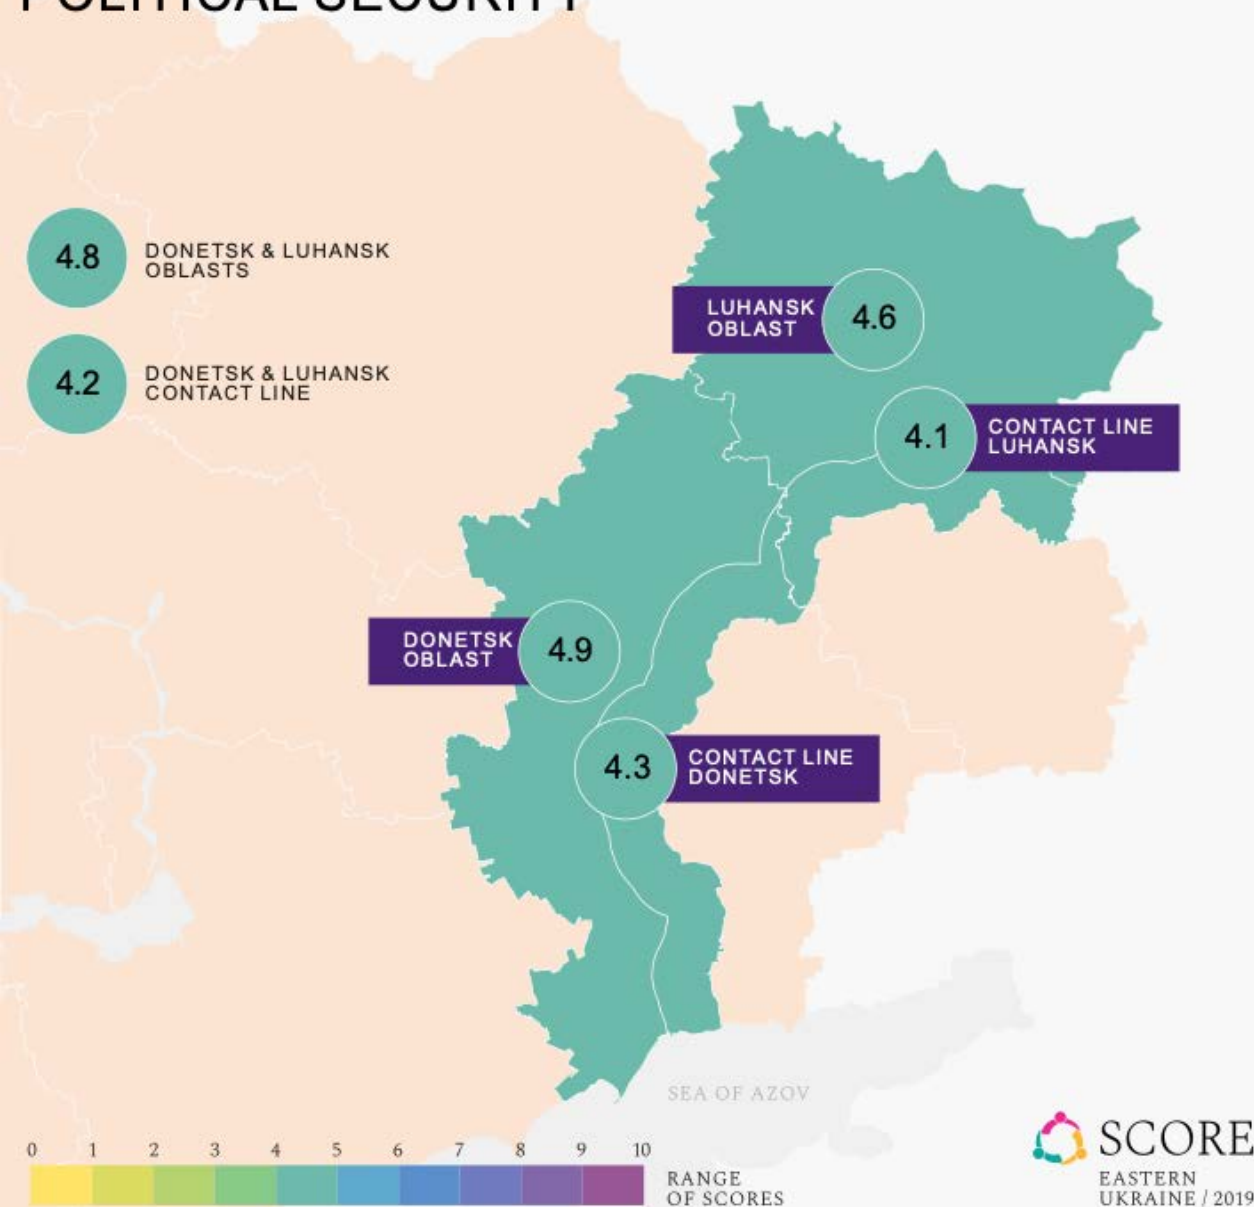 POLITICAL SECURITY
4.8
DONETSK & LUHANSK
OBLASTS
4.2
DONETSK & LUHANSK
CONTACT LINE
LUHANSK
OBLAST
4.6
4.1
CONTACT LINE
LUHANSK
DONETSK
OBLAST
4.9
4.3
CONTACT LINE
DONETSK
SEA OF AZOV
0 1 2 3 4 5 6 7 8 9 10
RANGE
OF SCORES
SCORE
EASTERN
UKRAINE / 2019